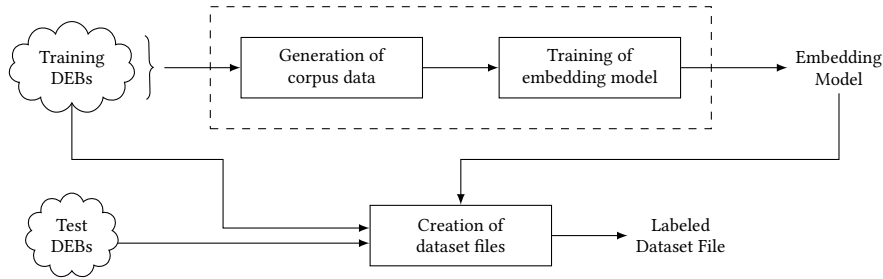 Training
DEBs
Generation of
corpus data
Training of
embedding model
Embedding
Model
Test
DEBs
Creation of
dataset files
Labeled
Dataset File